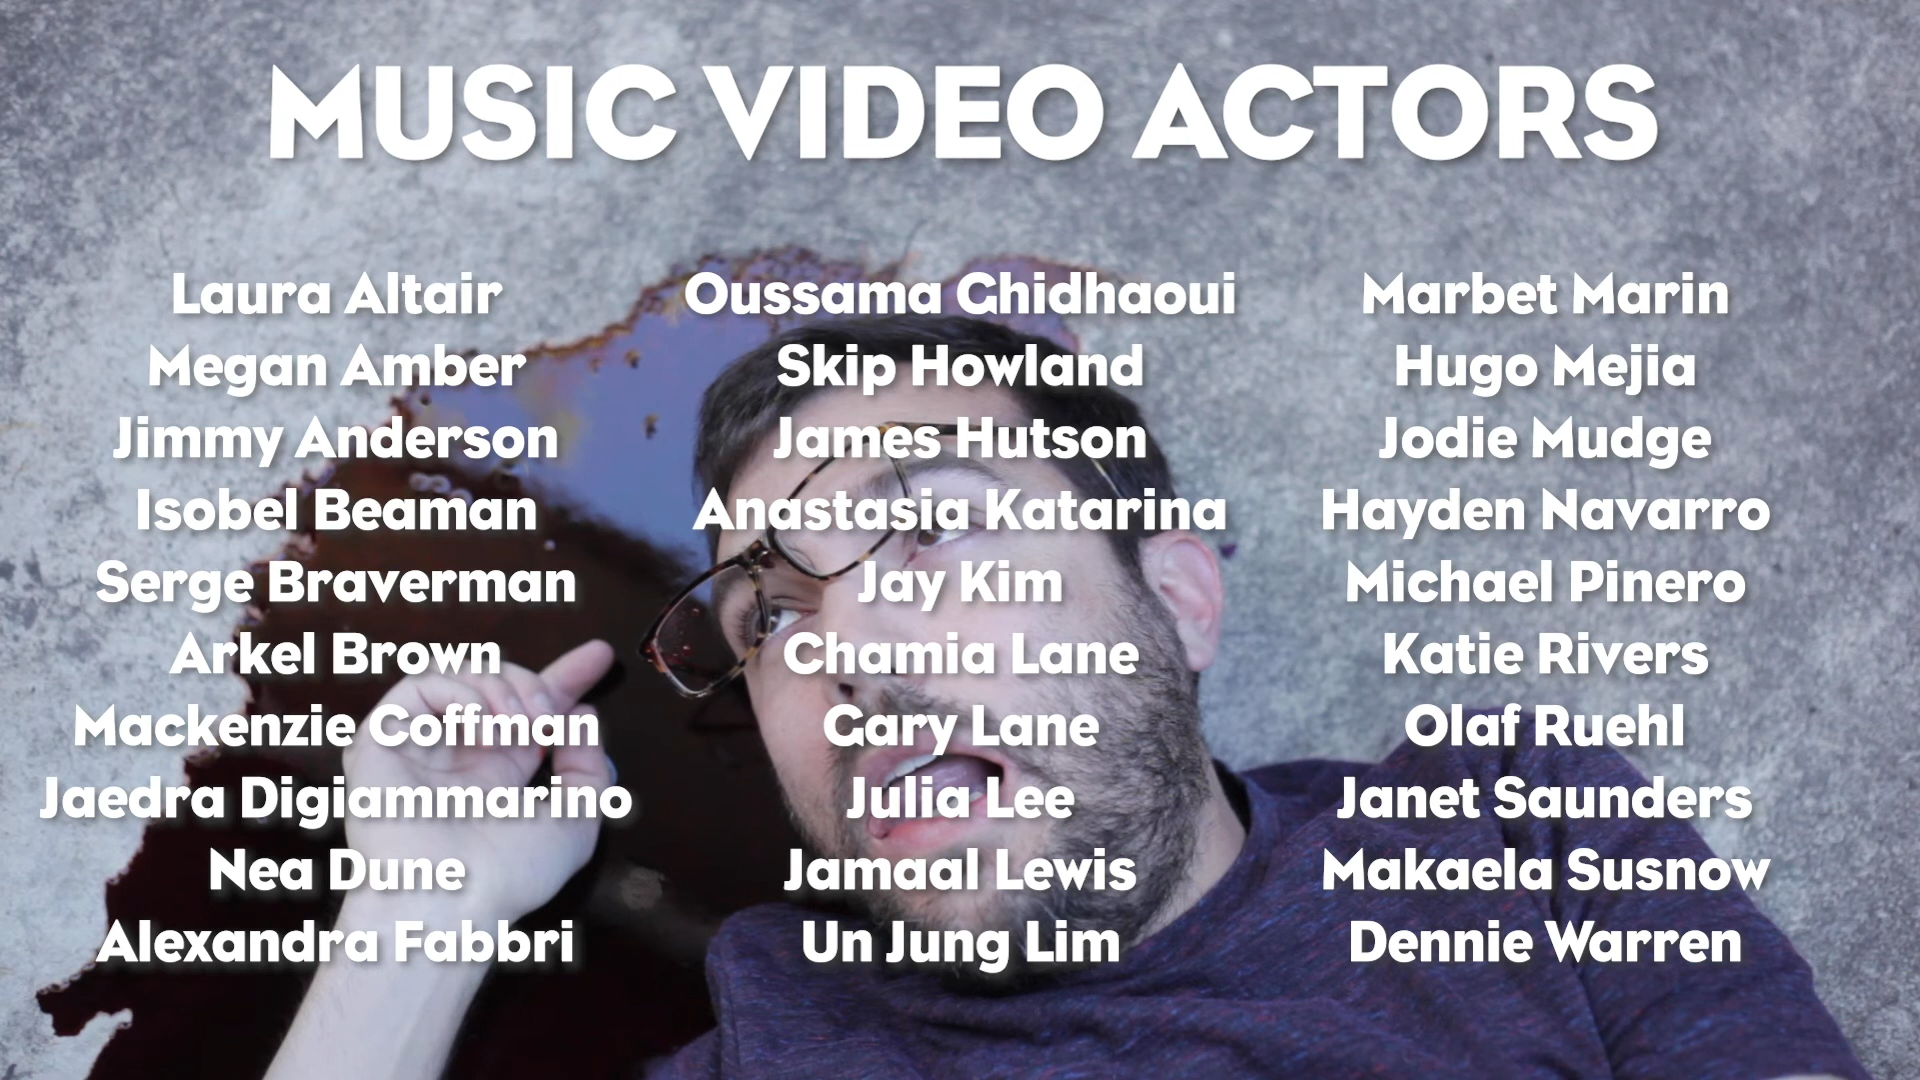 MUSIC VIDEO ACTORS
Laura Altair
Megan Amber
Jimmy Anderson
Isobel Beaman
Serge Braverman
Arkel Brown
Mackenzie Coffman
Jaedra Digiammarino
Nea Dune
Alexandra Fabbri
Oussama Ghidhaoui
Skip Howland
James Hutson
Anastasia Katarina
Jay Kim
Chamia Lane
Gary Lane
Julia Lee
Jamaal Lewis
Un Jung Lim
Marbet Marin
Hugo Mejia
Jodie Mudge
Hayden Navarro
Michael Pinero
Katie Rivers
Olaf Ruehl
Janet Saunders
Makaela Susnow
Dennie Warren